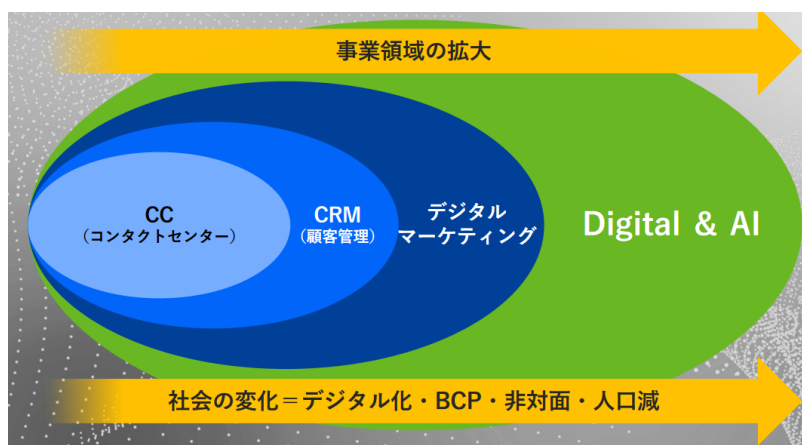 事業領域の拡大
CC
（コンタクトセンター）
CRM
（顧客管理）
デジタル
マーケティング
Digital & AI
社会の変化＝デジタル化・BCP・非対面・人口減